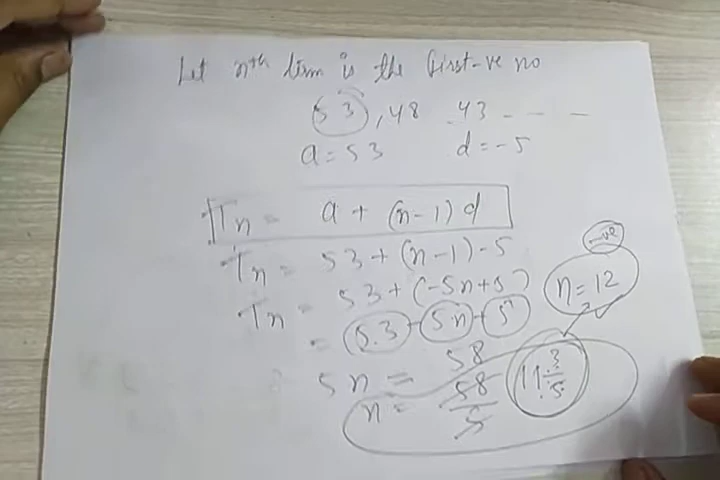 Let nth term is the first -ve no
53, 48 43 - - -
a = 53 d = -5
Tn = a + (n-1) d
Tn = 53 + (n-1) -5
-ve
Tn = 53 + (-5n+5)
n = 12
= 53 - 5n + 5
5n = 58
n = 58/5 11 3/5